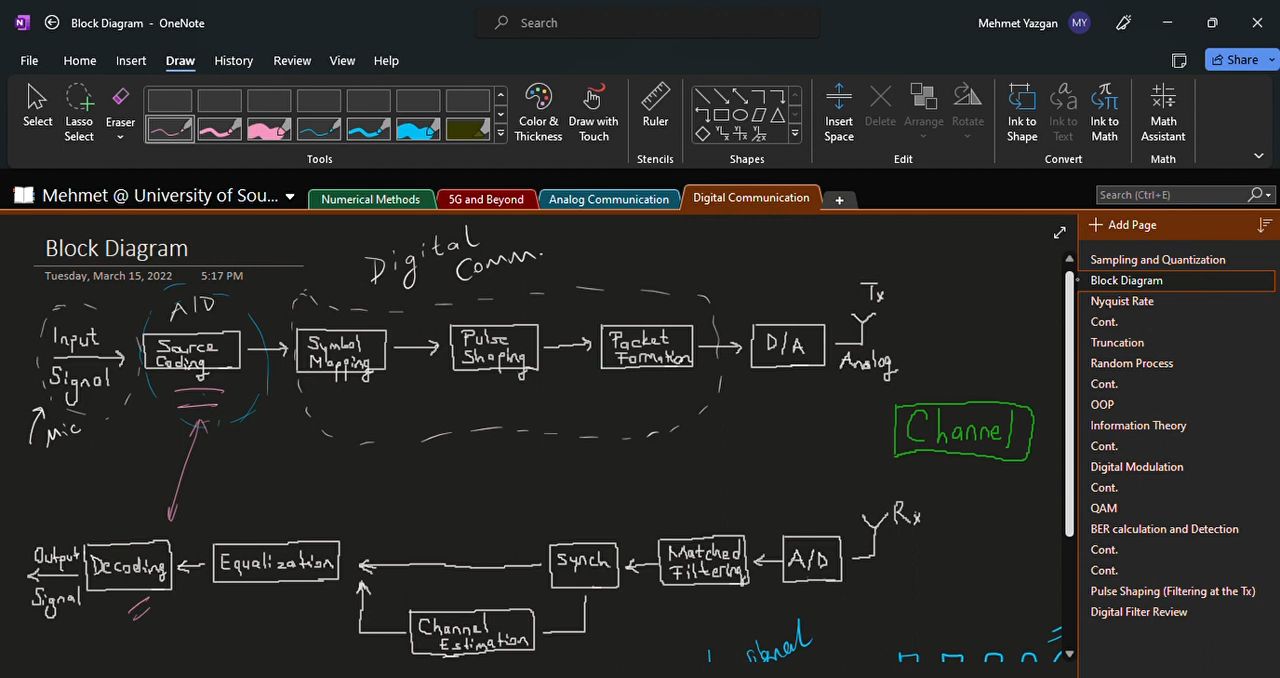 Block Diagram - OneNote
Search
Mehmet Yazgan
MY
File
Home
Insert
Draw
History
Review
View
Help
Share
Select
Lasso
Select
Eraser
Color &
Thickness
Draw with
Touch
Ruler
Insert
Space
Delete
Arrange
Rotate
Ink to
Shape
Ink to
Text
Ink to
Math
Math
Assistant
Tools
Stencils
Shapes
Edit
Convert
Math
Mehmet @ University of Sou...
Numerical Methods
5G and Beyond
Analog Communication
Digital Communication
Search (Ctrl+E)
Block Diagram
Tuesday, March 15, 2022 5:17 PM
Digital
Comm.
A/D
Tx
Input
Signal
mic
Source
Coding
Symbol
Mapping
Pulse
Shaping
Packet
Formation
D/A
Analog
Channel
Rx
Output
Signal
Decoding
Equalization
Synch
Matched
Filtering
A/D
Channel
Estimation
signal
Add Page
Sampling and Quantization
Block Diagram
Nyquist Rate
Cont.
Truncation
Random Process
Cont.
OOP
Information Theory
Cont.
Digital Modulation
Cont.
QAM
BER calculation and Detection
Cont.
Cont.
Pulse Shaping (Filtering at the Tx)
Digital Filter Review